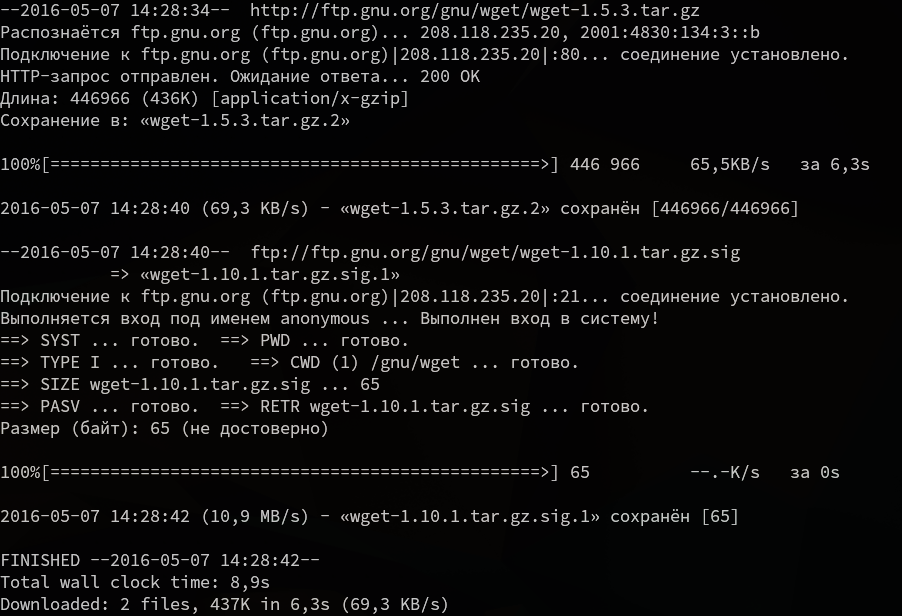 --2016-05-07 14:28:34--  http://ftp.gnu.org/gnu/wget/wget-1.5.3.tar.gz
Распознаётся ftp.gnu.org (ftp.gnu.org)... 208.118.235.20, 2001:4830:134:3::b
Подключение к ftp.gnu.org (ftp.gnu.org)|208.118.235.20|:80... соединение установлено.
HTTP-запрос отправлен. Ожидание ответа... 200 OK
Длина: 446966 (436K) [application/x-gzip]
Сохранение в: «wget-1.5.3.tar.gz.2»
100%[=================================================>] 446 966     65,5KB/s   за 6,3s
2016-05-07 14:28:40 (69,3 KB/s) - «wget-1.5.3.tar.gz.2» сохранён [446966/446966]
--2016-05-07 14:28:40--  ftp://ftp.gnu.org/gnu/wget/wget-1.10.1.tar.gz.sig
           => «wget-1.10.1.tar.gz.sig.1»
Подключение к ftp.gnu.org (ftp.gnu.org)|208.118.235.20|:21... соединение установлено.
Выполняется вход под именем anonymous ... Выполнен вход в систему!
==> SYST ... готово.  ==> PWD ... готово.
==> TYPE I ... готово.   ==> CWD (1) /gnu/wget ... готово.
==> SIZE wget-1.10.1.tar.gz.sig ... 65
==> PASV ... готово.  ==> RETR wget-1.10.1.tar.gz.sig ... готово.
Размер (байт): 65 (не достоверно)
100%[=================================================>] 65          --.-K/s   за 0s
2016-05-07 14:28:42 (10,9 MB/s) - «wget-1.10.1.tar.gz.sig.1» сохранён [65]
FINISHED --2016-05-07 14:28:42--
Total wall clock time: 8,9s
Downloaded: 2 files, 437K in 6,3s (69,3 KB/s)